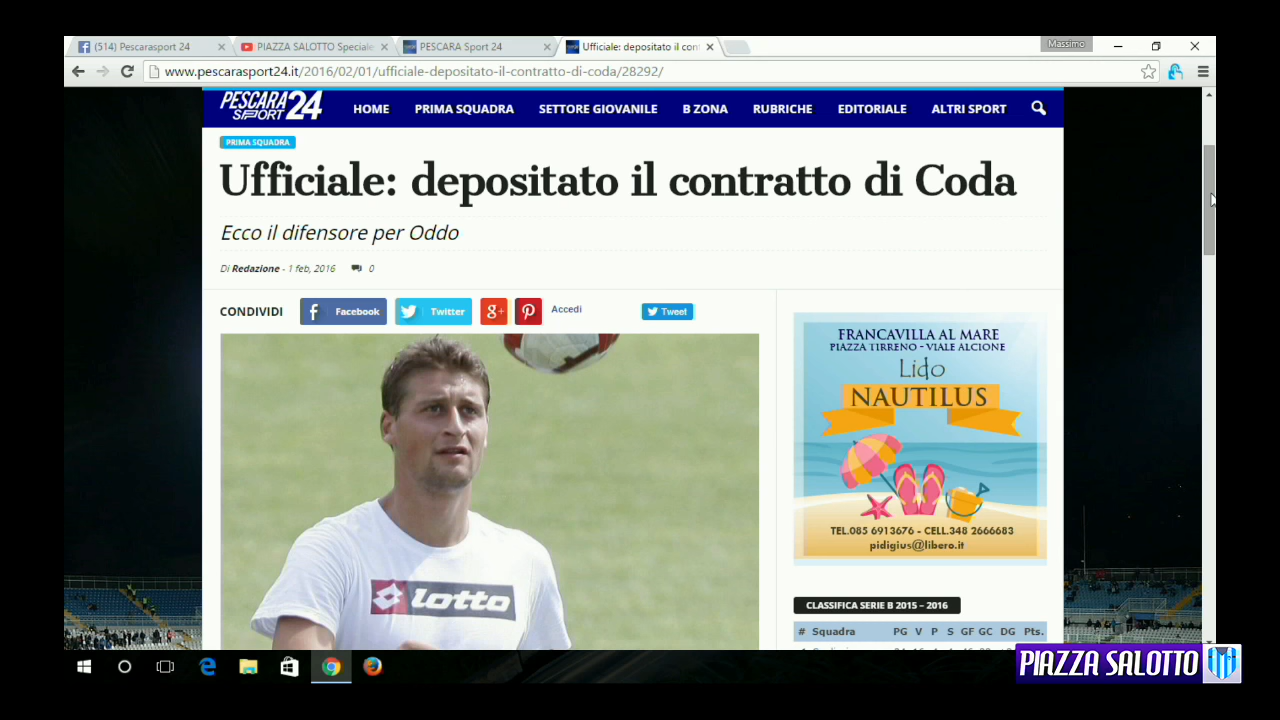 (514) Pescarasport 24
PIAZZA SALOTTO Speciale
PESCARA Sport 24
Ufficiale: depositato il cont
Massimo
www.pescarasport24.it/2016/02/01/ufficiale-depositato-il-contratto-di-coda/28292/
PESCARA SPORT 24
HOME PRIMA SQUADRA SETTORE GIOVANILE B ZONA RUBRICHE EDITORIALE ALTRI SPORT
PRIMA SQUADRA
Ufficiale: depositato il contratto di Coda
Ecco il difensore per Oddo
Di Redazione - 1 feb, 2016 0
CONDIVIDI Facebook Twitter g+ Accedi Tweet
lotto
FRANCAVILLA AL MARE
PIAZZA TIRRENO - VIALE ALCIONE
Lido
NAUTILUS
TEL.085 6913676 - CELL.348 2666683
pidigius@libero.it
CLASSIFICA SERIE B 2015 – 2016
# Squadra PG V P S GF GC DG Pts.
PIAZZA SALOTTO